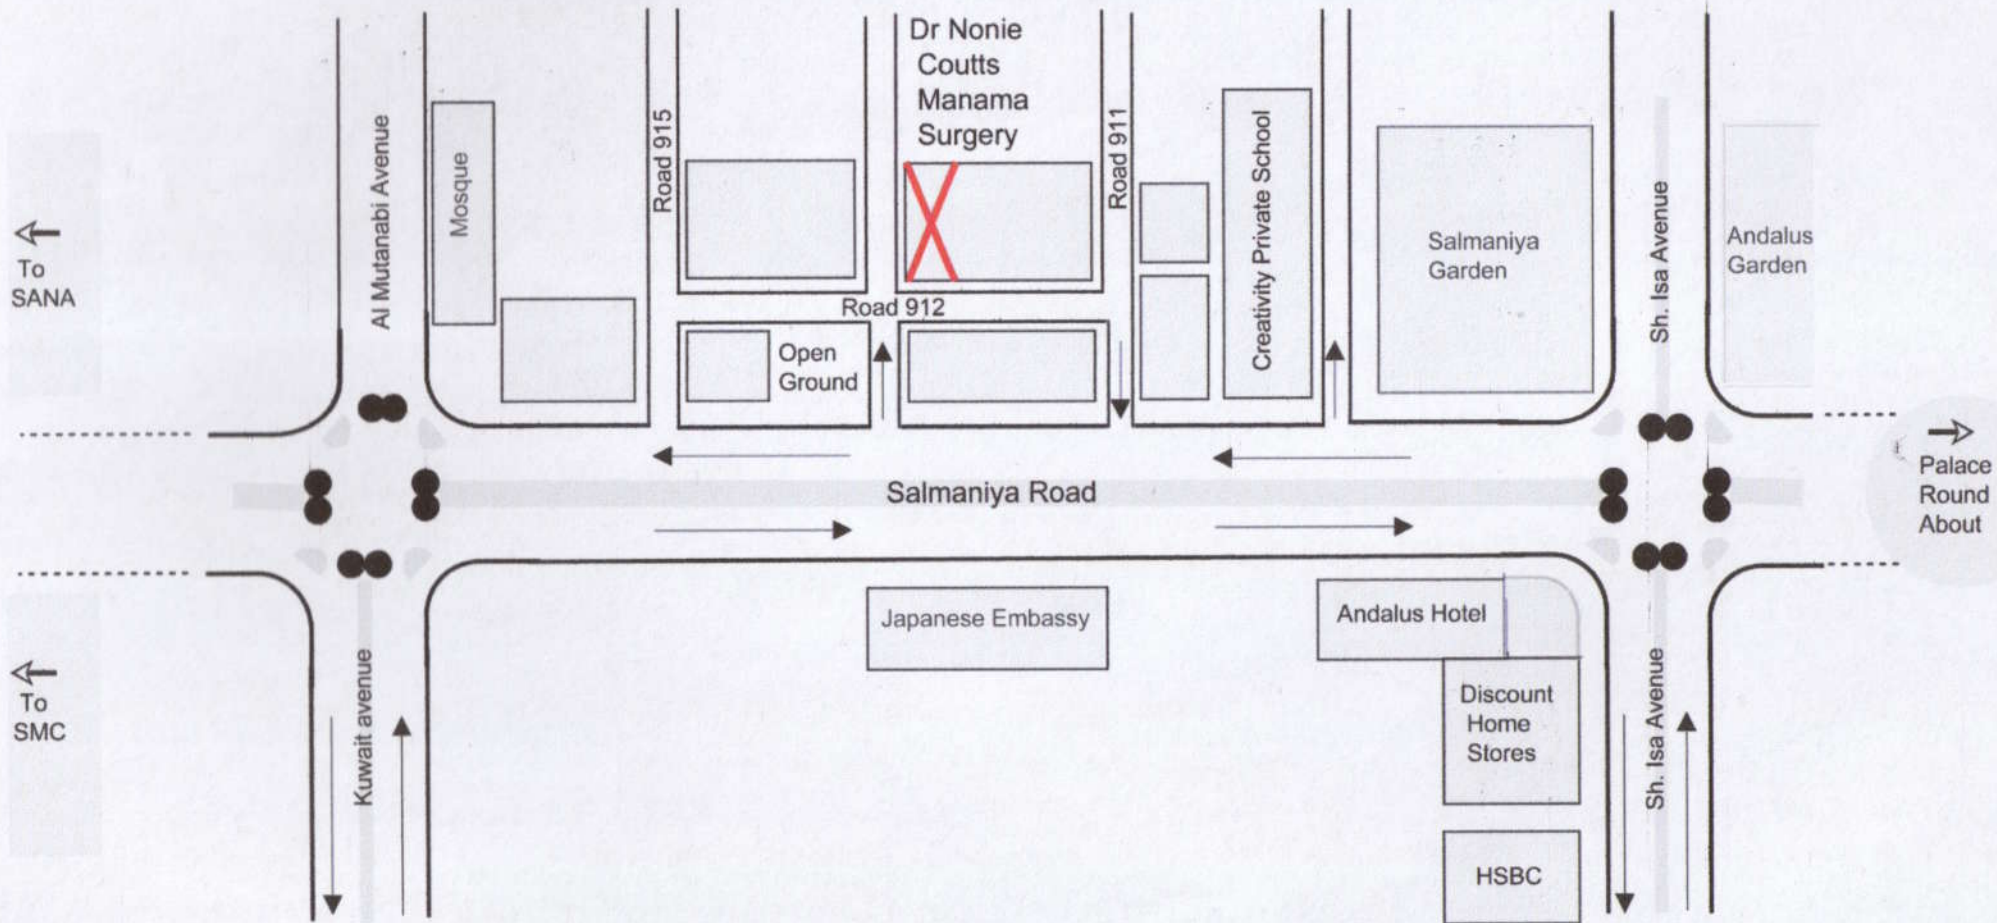 Dr Nonie
Coutts
Manama
Surgery
Al Mutanabi Avenue
Mosque
Road 915
Road 911
Creativity Private School
Salmaniya
Garden
Sh. Isa Avenue
Andalus
Garden
To
SANA
Road 912
Open
Ground
Salmaniya Road
Palace
Round
About
Japanese Embassy
Andalus Hotel
To
SMC
Kuwait avenue
Discount
Home
Stores
Sh. Isa Avenue
HSBC